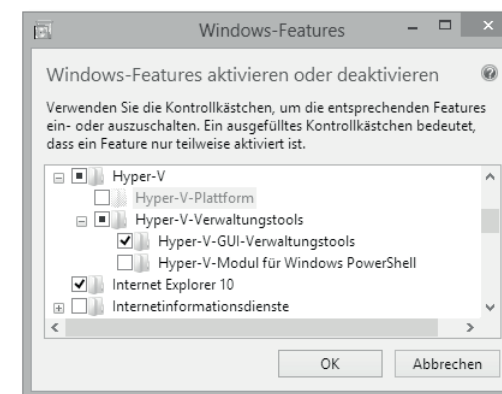 Windows-Features
Windows-Features aktivieren oder deaktivieren
Verwenden Sie die Kontrollkästchen, um die entsprechenden Features
ein- oder auszuschalten. Ein ausgefülltes Kontrollkästchen bedeutet,
dass ein Feature nur teilweise aktiviert ist.
Hyper-V
Hyper-V-Plattform
Hyper-V-Verwaltungstools
Hyper-V-GUI-Verwaltungstools
Hyper-V-Modul für Windows PowerShell
Internet Explorer 10
Internetinformationsdienste
OK Abbrechen